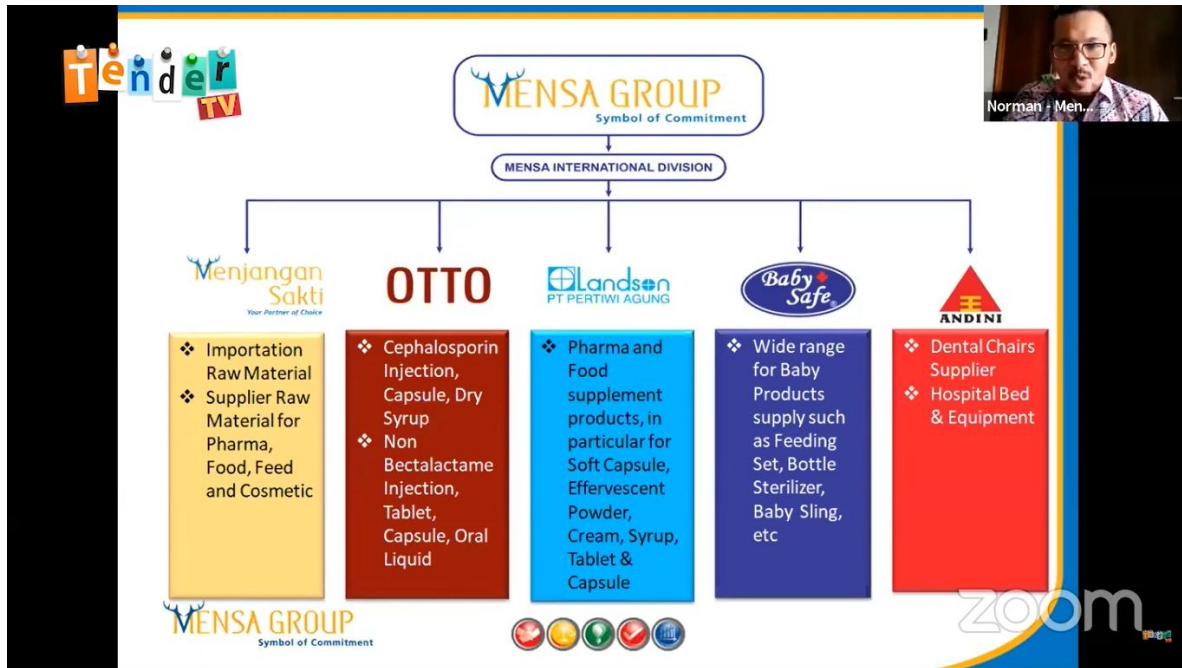 Tender
TV
MENSA GROUP
Symbol of Commitment
Norman - Men...
MENSA INTERNATIONAL DIVISION
Menjangan
Sakti
Your Partner of Choice
OTTO
Landson
PT PERTIWI AGUNG
Baby
Safe®
ANDINI
❖ Importation
Raw Material
❖ Supplier Raw
Material for
Pharma,
Food, Feed
and Cosmetic
❖ Cephalosporin
Injection,
Capsule, Dry
Syrup
❖ Non
Bectalactame
Injection,
Tablet,
Capsule, Oral
Liquid
❖ Pharma and
Food
supplement
products, in
particular for
Soft Capsule,
Effervescent
Powder,
Cream, Syrup,
Tablet &
Capsule
❖ Wide range
for Baby
Products
supply such
as Feeding
Set, Bottle
Sterilizer,
Baby Sling,
etc
❖ Dental Chairs
Supplier
❖ Hospital Bed
& Equipment
MENSA GROUP
Symbol of Commitment
zoom